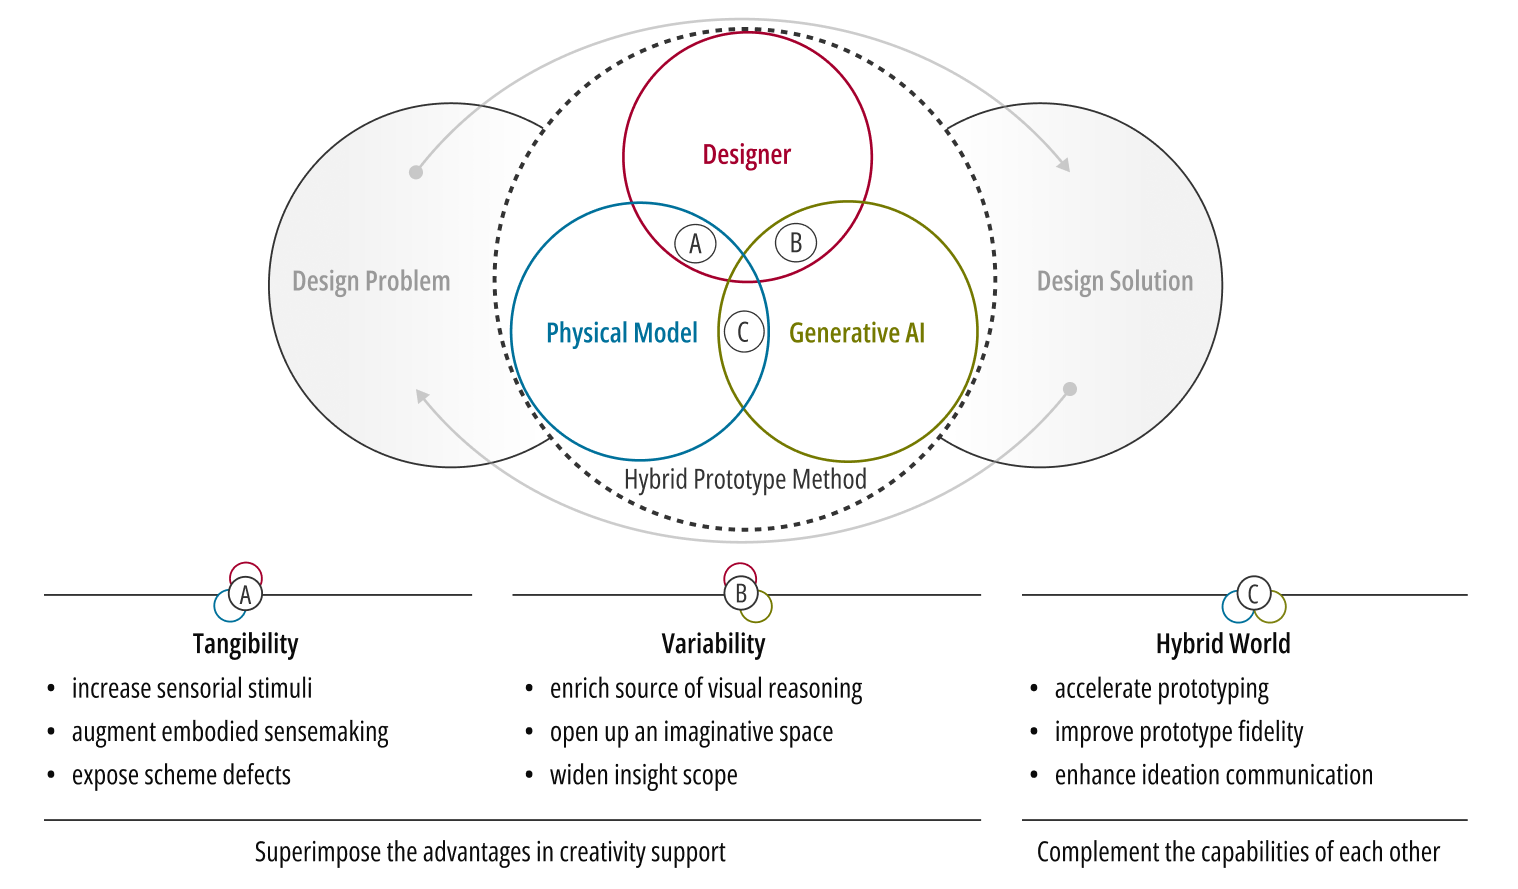 Designer
A
B
Design Problem
Design Solution
Physical Model
C
Generative AI
Hybrid Prototype Method
A
B
C
Tangibility
• increase sensorial stimuli
• augment embodied sensemaking
• expose scheme defects
Variability
• enrich source of visual reasoning
• open up an imaginative space
• widen insight scope
Hybrid World
• accelerate prototyping
• improve prototype fidelity
• enhance ideation communication
Superimpose the advantages in creativity support
Complement the capabilities of each other